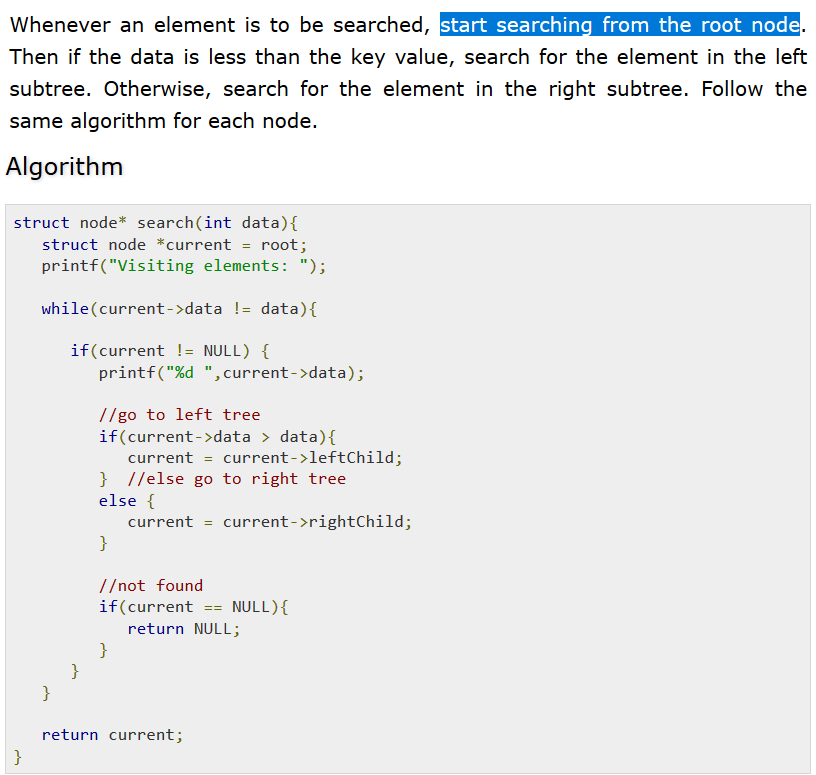 Whenever an element is to be searched, start searching from the root node.
Then if the data is less than the key value, search for the element in the left
subtree. Otherwise, search for the element in the right subtree. Follow the
same algorithm for each node.
Algorithm
struct node* search(int data){
   struct node *current = root;
   printf("Visiting elements: ");
   while(current->data != data){
      if(current != NULL) {
         printf("%d ",current->data);
         //go to left tree
         if(current->data > data){
            current = current->leftChild;
         }  //else go to right tree
         else {
            current = current->rightChild;
         }
         //not found
         if(current == NULL){
            return NULL;
         }
      }
   }
   return current;
}